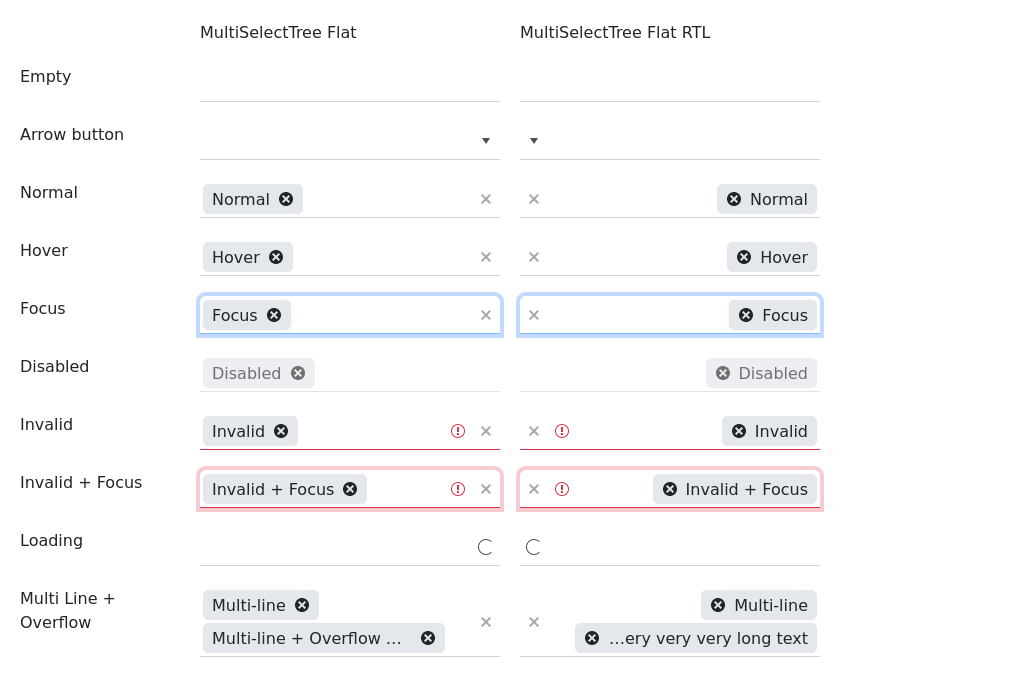 MultiSelectTree Flat MultiSelectTree Flat RTL
Empty
Arrow button
Normal Normal Normal
Hover Hover Hover
Focus Focus Focus
Disabled Disabled Disabled
Invalid Invalid Invalid
Invalid + Focus Invalid + Focus Invalid + Focus
Loading
Multi Line + Multi-line Multi-line
Overflow Multi-line + Overflow ... ...ery very very long text